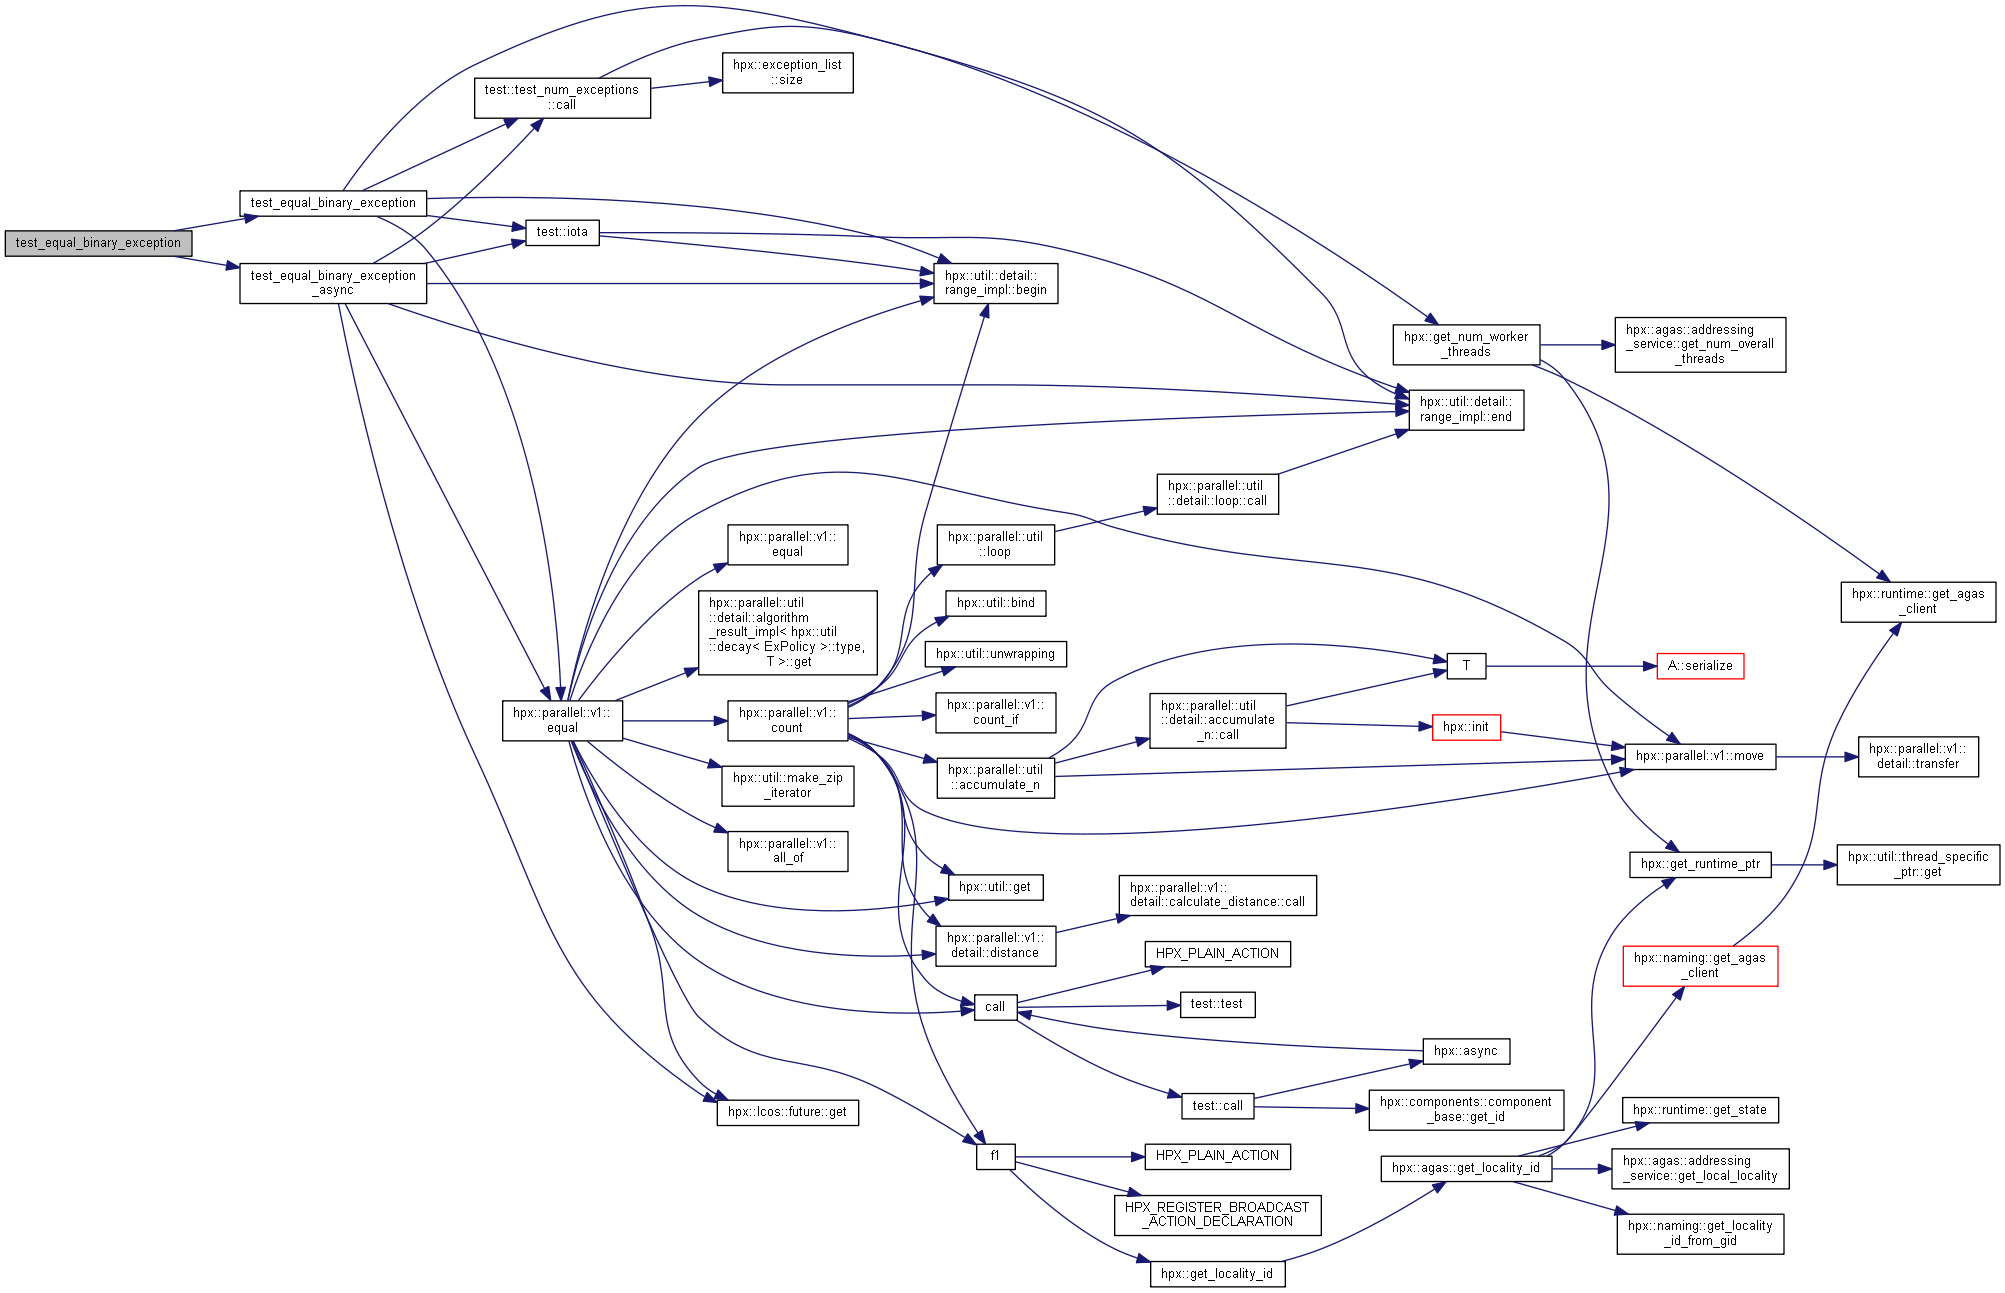 test_equal_binary_exception
test_equal_binary_exception
test_equal_binary_exception
_async
test::test_num_exceptions
::call
test::iota
hpx::parallel::v1::
equal
hpx::exception_list
::size
hpx::parallel::v1::
equal
hpx::parallel::util
::detail::algorithm
_result_impl< hpx::util
::decay< ExPolicy >::type,
T >::get
hpx::parallel::v1::
count
hpx::util::make_zip
_iterator
hpx::parallel::v1::
all_of
hpx::lcos::future::get
hpx::util::detail::
range_impl::begin
hpx::parallel::util
::loop
hpx::util::bind
hpx::util::unwrapping
hpx::parallel::v1::
count_if
hpx::parallel::util
::accumulate_n
hpx::util::get
hpx::parallel::v1::
detail::distance
call
f1
hpx::parallel::util
::detail::loop::call
hpx::parallel::util
::detail::accumulate
_n::call
hpx::parallel::v1::
detail::calculate_distance::call
HPX_PLAIN_ACTION
test::test
test::call
HPX_PLAIN_ACTION
HPX_REGISTER_BROADCAST
_ACTION_DECLARATION
hpx::get_locality_id
hpx::get_num_worker
_threads
hpx::util::detail::
range_impl::end
T
hpx::init
hpx::async
hpx::components::component
_base::get_id
hpx::agas::get_locality_id
hpx::agas::addressing
_service::get_num_overall
_threads
A::serialize
hpx::parallel::v1::move
hpx::get_runtime_ptr
hpx::naming::get_agas
_client
hpx::runtime::get_state
hpx::agas::addressing
_service::get_local_locality
hpx::naming::get_locality
_id_from_gid
hpx::runtime::get_agas
_client
hpx::parallel::v1::
detail::transfer
hpx::util::thread_specific
_ptr::get